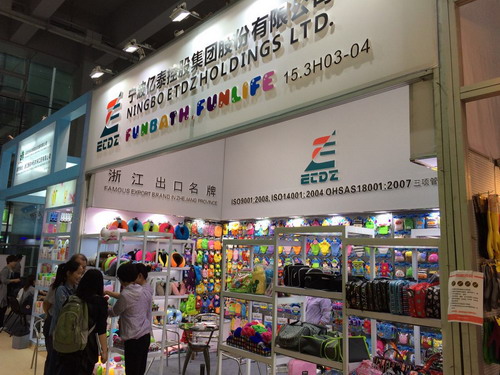 宁波亿泰控股集团股份有限公司
NINGBO ETDZ HOLDINGS LTD.
ETDZ
FUNBATH, FUNLIFE 15.3H03-04
浙江出口名牌
FAMOUS EXPORT BRAND IN ZHEJIANG PROVINCE
ETDZ
ISO9001:2008, ISO14001:2004 OHSAS18001:2007